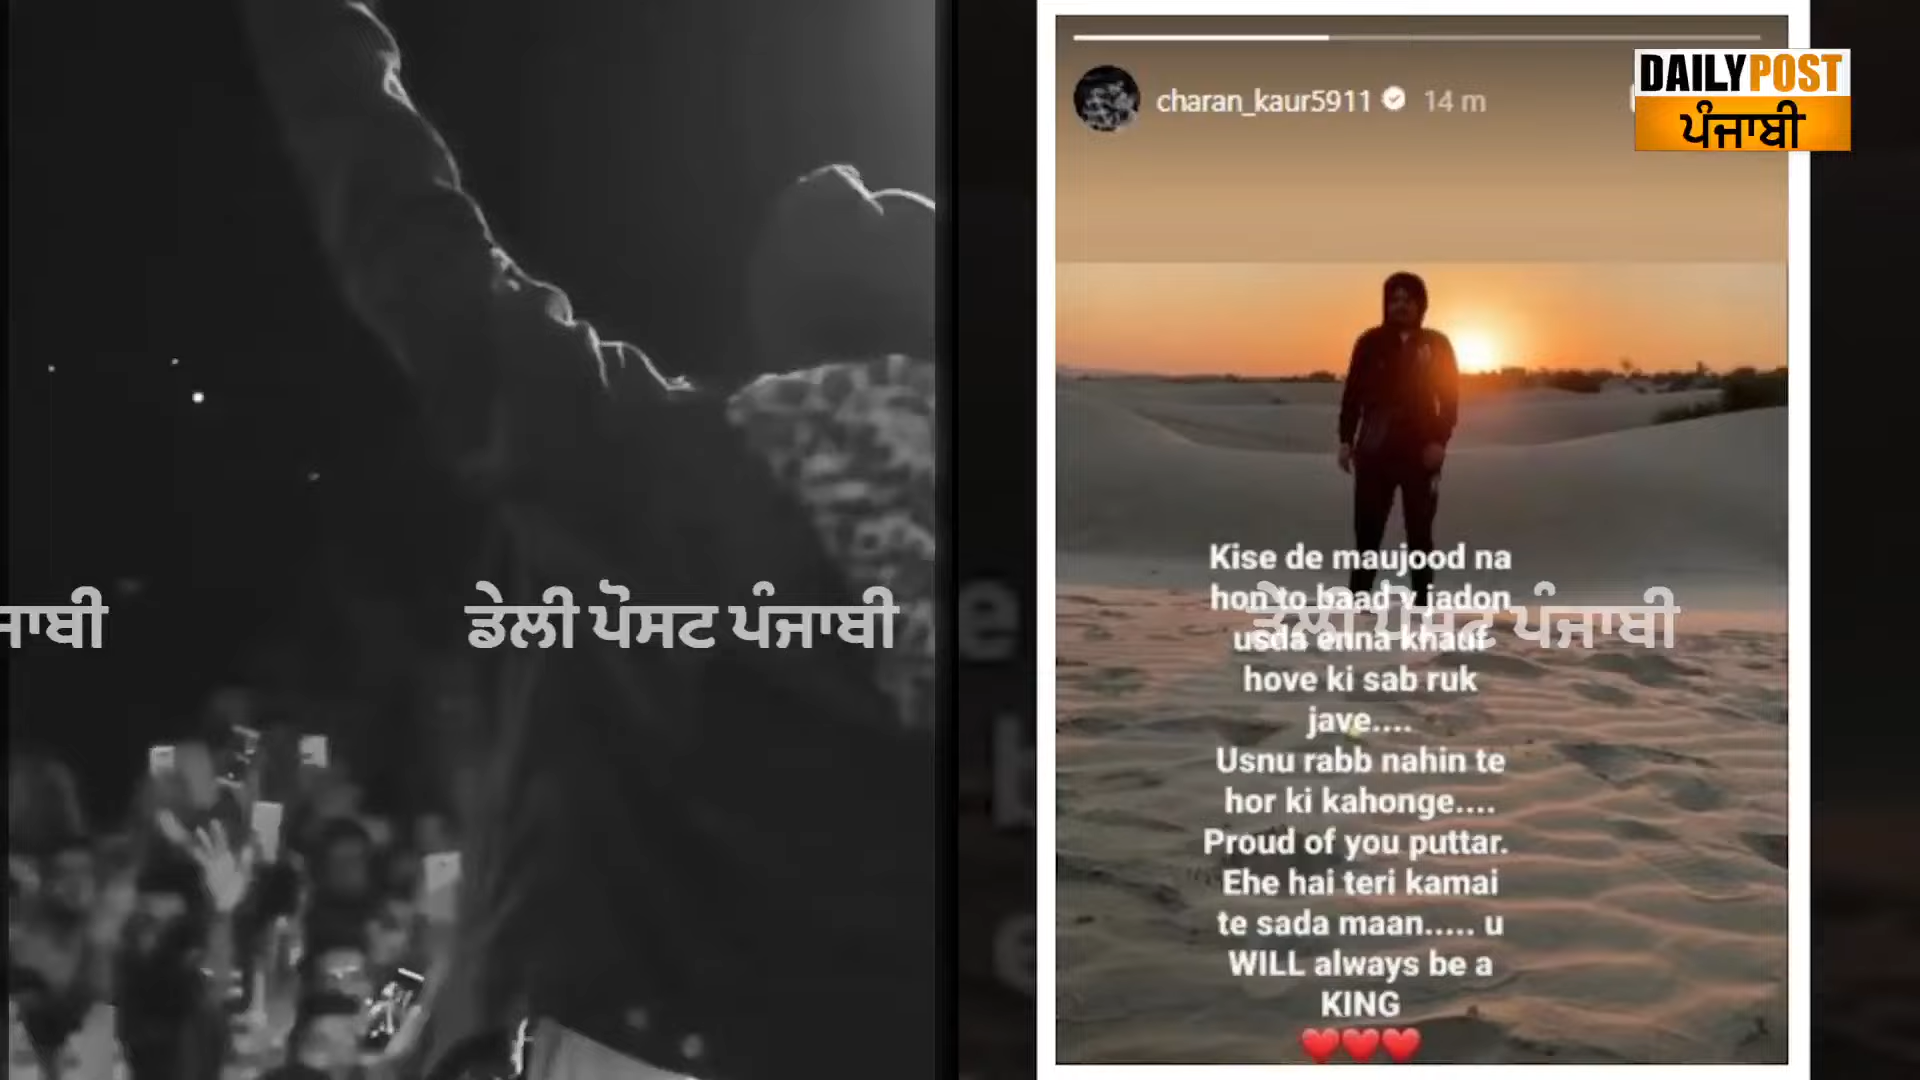 charan_kaur5911 14 m
DAILYPOST
ਪੰਜਾਬੀ
Kise de maujood na
hon to baad v jadon
usda enna khauf
hove ki sab ruk
jave....
Usnu rabb nahin te
hor ki kahonge....
Proud of you puttar.
Ehe hai teri kamai
te sada maan..... u
WILL always be a
KING
❤️❤️❤️
ਜਾਬੀ
ਡੇਲੀ ਪੋਸਟ ਪੰਜਾਬੀ
ਡੇਲੀ ਪੋਸਟ ਪੰਜਾਬੀ